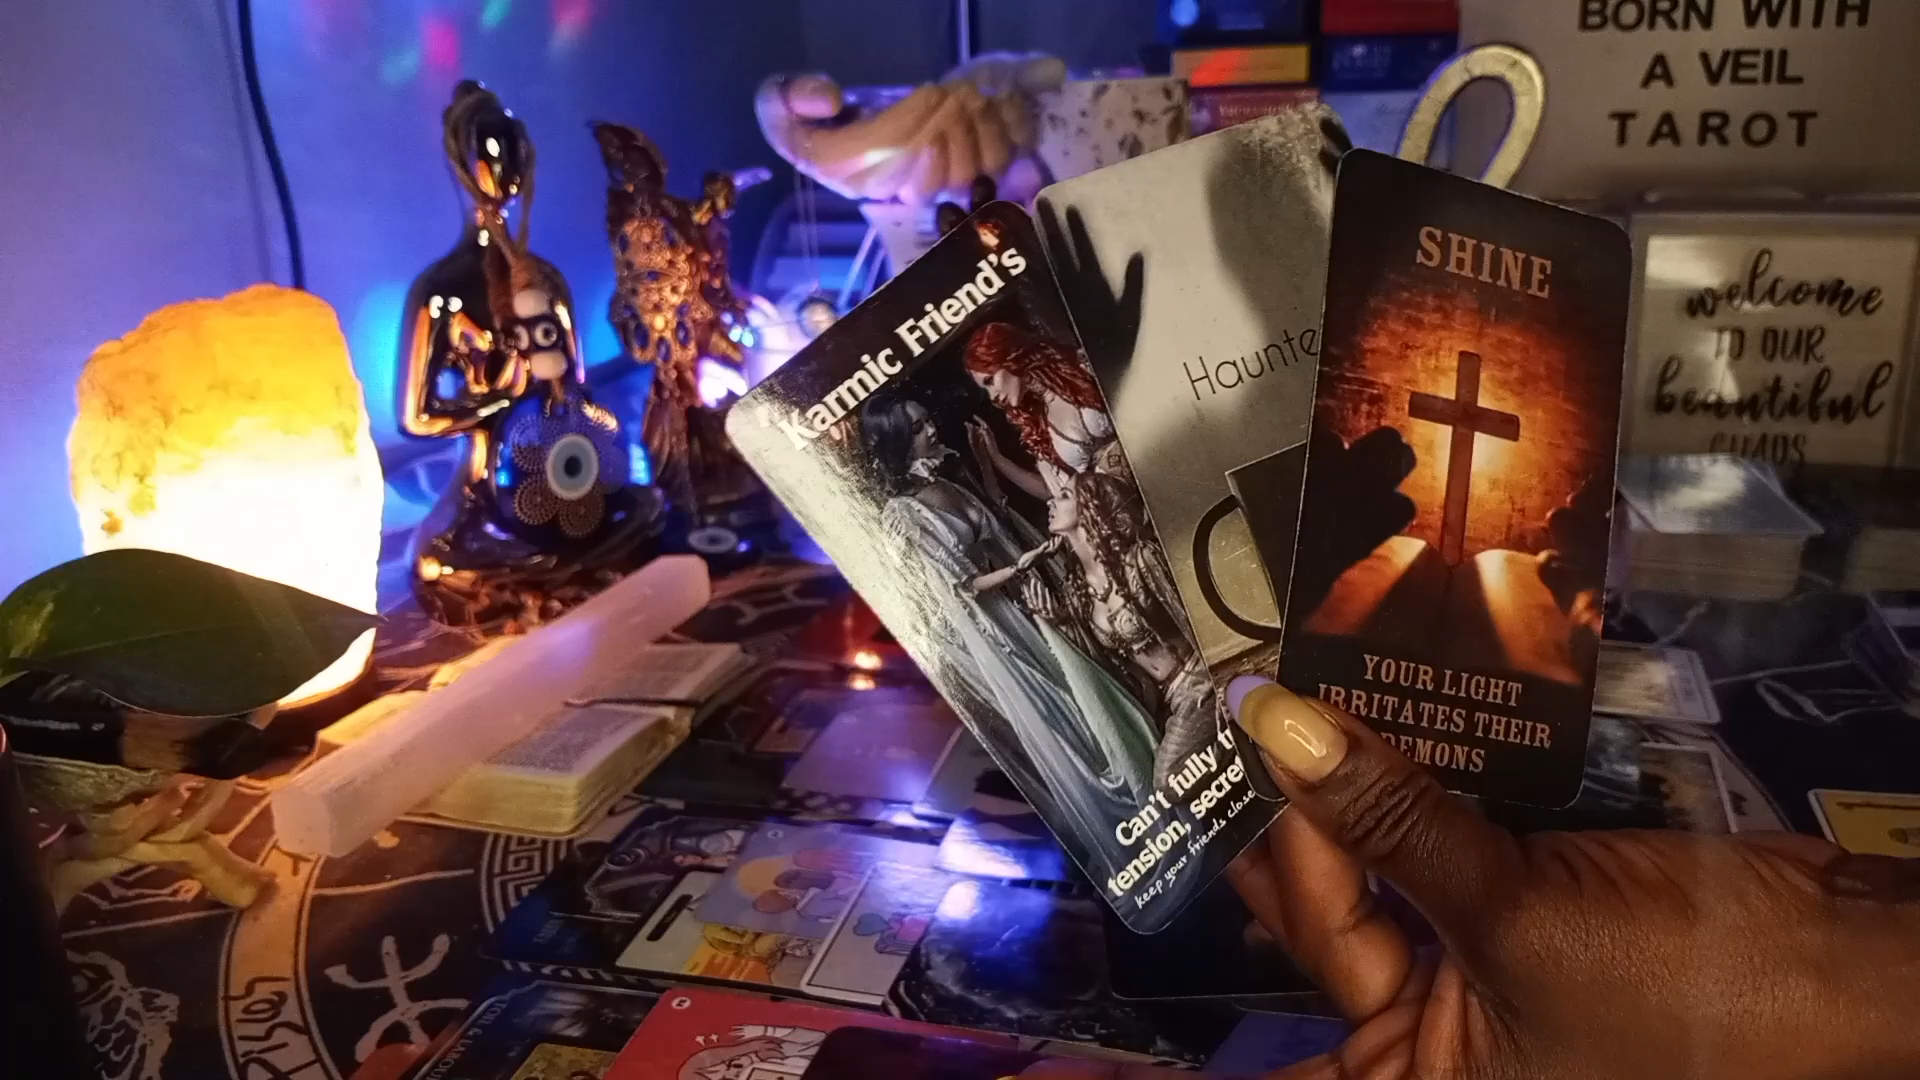 BORN WITH
A VEIL
TAROT
welcome
TO OUR
beautiful
CHAOS
Karmic Friend's
Can't fully
tension,
keep your friends close
Haunte
SHINE
YOUR LIGHT
IRRITATES THEIR
DEMONS